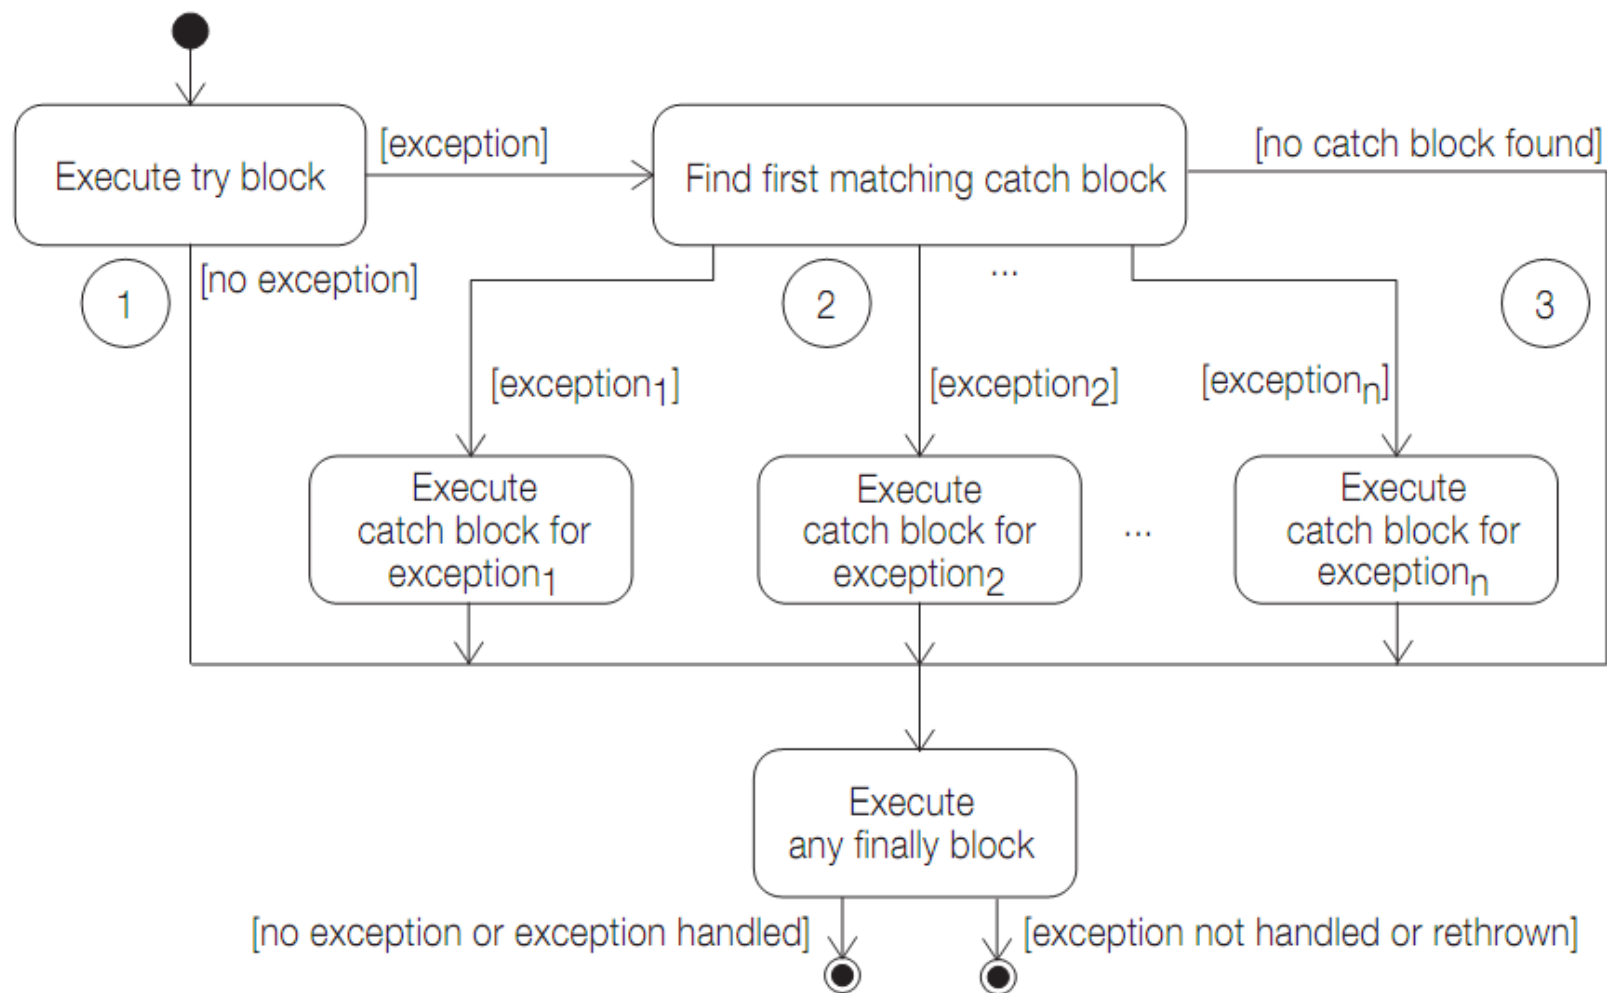 [exception]
[no catch block found]
Execute try block
Find first matching catch block
[no exception]
...
1
2
3
[exception1]
[exception2]
[exceptionn]
Execute
catch block for
exception1
Execute
catch block for
exception2
...
Execute
catch block for
exceptionn
Execute
any finally block
[no exception or exception handled]
[exception not handled or rethrown]